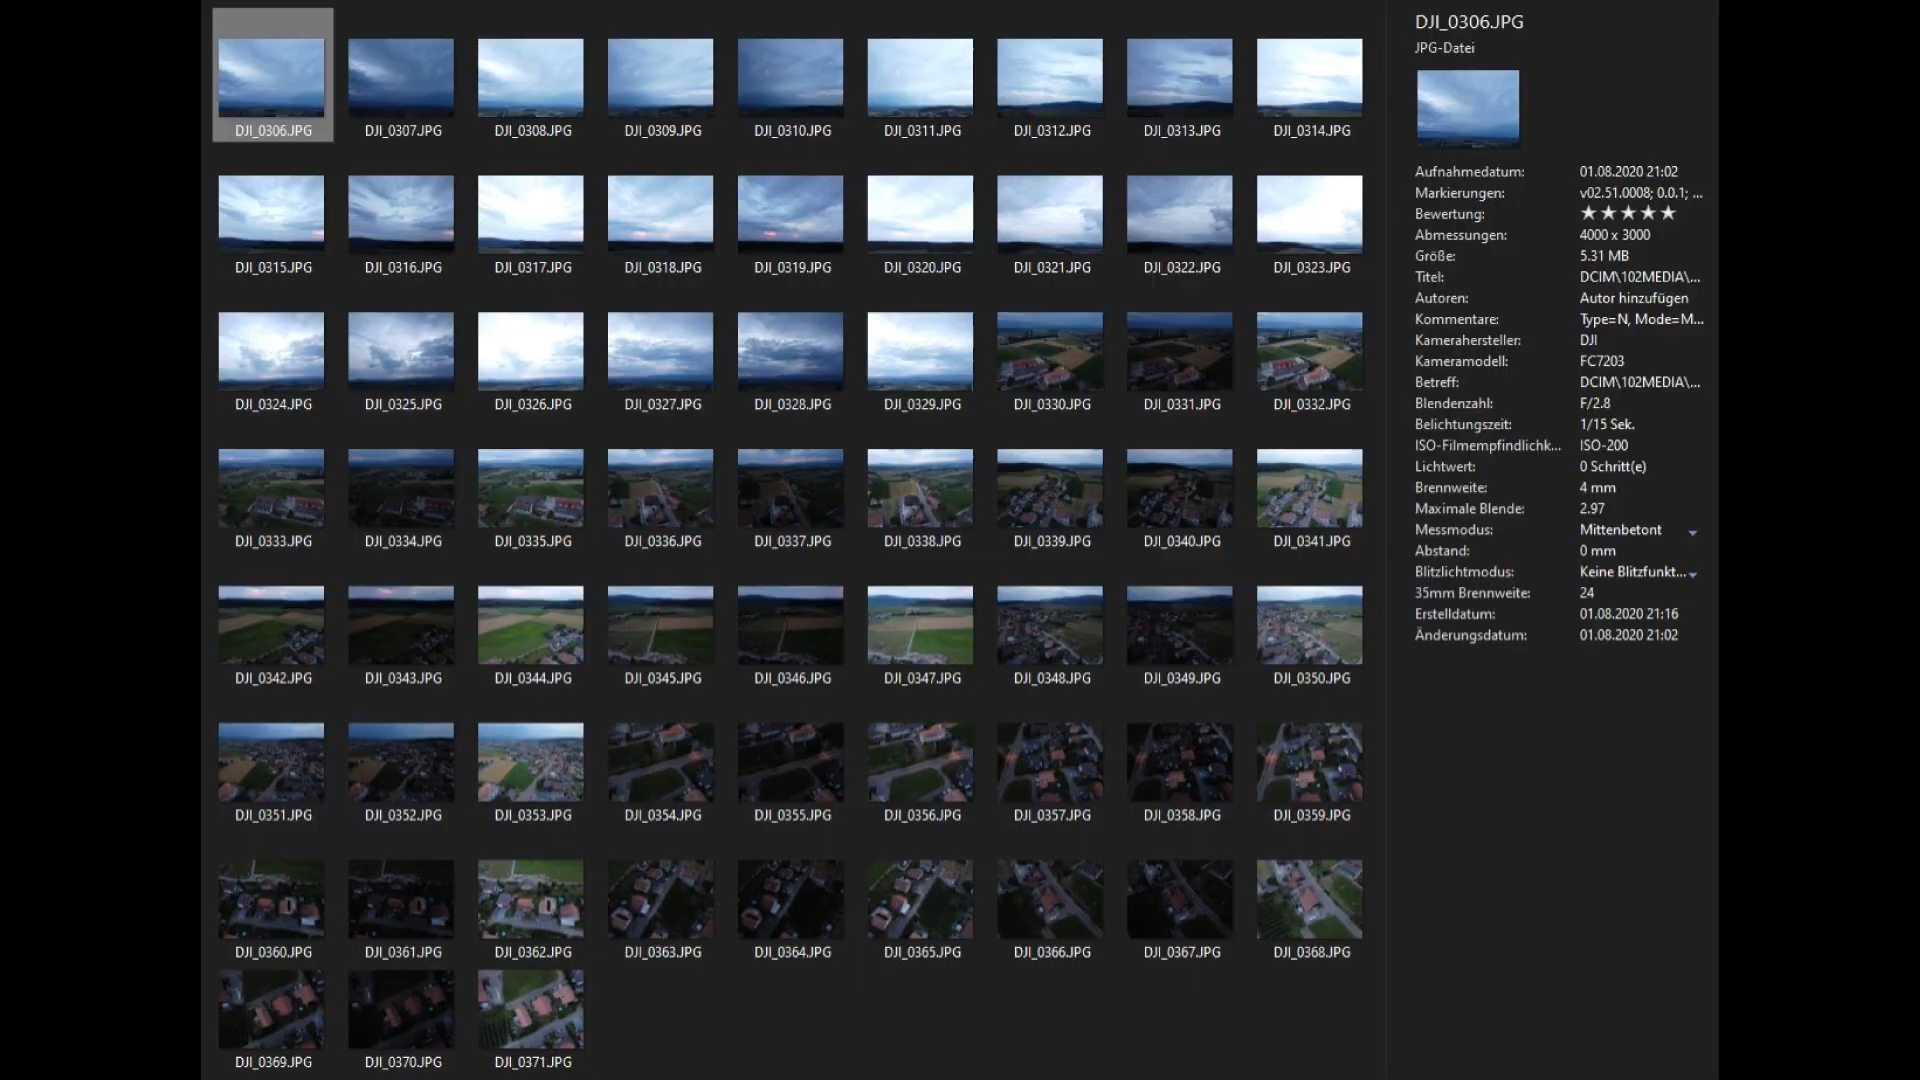 DJI_0306.JPG DJI_0307.JPG DJI_0308.JPG DJI_0309.JPG DJI_0310.JPG DJI_0311.JPG DJI_0312.JPG DJI_0313.JPG DJI_0314.JPG
DJI_0315.JPG DJI_0316.JPG DJI_0317.JPG DJI_0318.JPG DJI_0319.JPG DJI_0320.JPG DJI_0321.JPG DJI_0322.JPG DJI_0323.JPG
DJI_0324.JPG DJI_0325.JPG DJI_0326.JPG DJI_0327.JPG DJI_0328.JPG DJI_0329.JPG DJI_0330.JPG DJI_0331.JPG DJI_0332.JPG
DJI_0333.JPG DJI_0334.JPG DJI_0335.JPG DJI_0336.JPG DJI_0337.JPG DJI_0338.JPG DJI_0339.JPG DJI_0340.JPG DJI_0341.JPG
DJI_0342.JPG DJI_0343.JPG DJI_0344.JPG DJI_0345.JPG DJI_0346.JPG DJI_0347.JPG DJI_0348.JPG DJI_0349.JPG DJI_0350.JPG
DJI_0351.JPG DJI_0352.JPG DJI_0353.JPG DJI_0354.JPG DJI_0355.JPG DJI_0356.JPG DJI_0357.JPG DJI_0358.JPG DJI_0359.JPG
DJI_0360.JPG DJI_0361.JPG DJI_0362.JPG DJI_0363.JPG DJI_0364.JPG DJI_0365.JPG DJI_0366.JPG DJI_0367.JPG DJI_0368.JPG
DJI_0369.JPG DJI_0370.JPG DJI_0371.JPG
DJI_0306.JPG
JPG-Datei
Aufnahmedatum: 01.08.2020 21:02
Markierungen: v02.51.0008; 0.0.1; ...
Bewertung: ★★★★★
Abmessungen: 4000 x 3000
Größe: 5.31 MB
Titel: DCIM\102MEDIA\...
Autoren: Autor hinzufügen
Kommentare: Type=N, Mode=M...
Kamerahersteller: DJI
Kameramodell: FC7203
Betreff: DCIM\102MEDIA\...
Blendenzahl: F/2.8
Belichtungszeit: 1/15 Sek.
ISO-Filmempfindlichk... ISO-200
Lichtwert: 0 Schritt(e)
Brennweite: 4 mm
Maximale Blende: 2.97
Messmodus: Mittenbetont
Abstand: 0 mm
Blitzlichtmodus: Keine Blitzfunkt...
35mm Brennweite: 24
Erstelldatum: 01.08.2020 21:16
Änderungsdatum: 01.08.2020 21:02